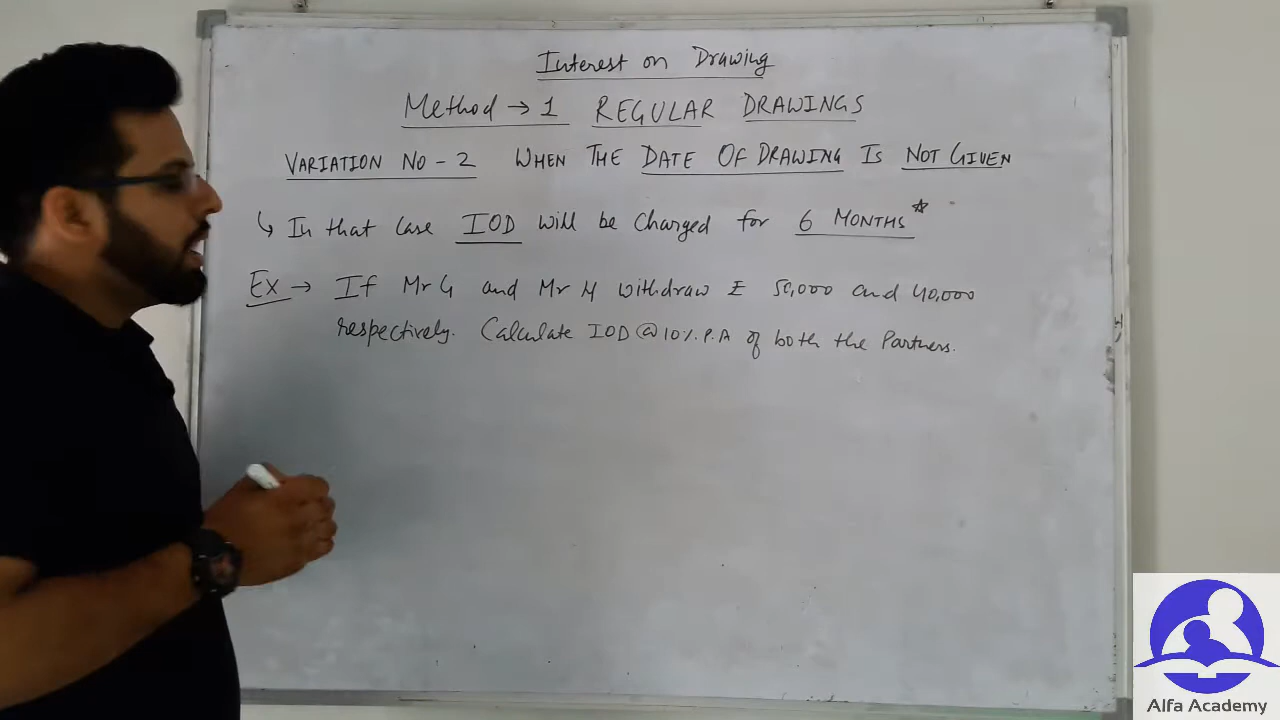 Interest on Drawing
Method → 1 REGULAR DRAWINGS
VARIATION NO - 2 WHEN THE DATE OF DRAWING IS NOT GIVEN
↳ In that case IOD will be charged for 6 MONTHS☆
Ex → If Mr G and Mr M withdraw ₤ 50,000 and 40,000
respectively. Calculate IOD @ 10%. P.A of both the Partners.
Alfa Academy